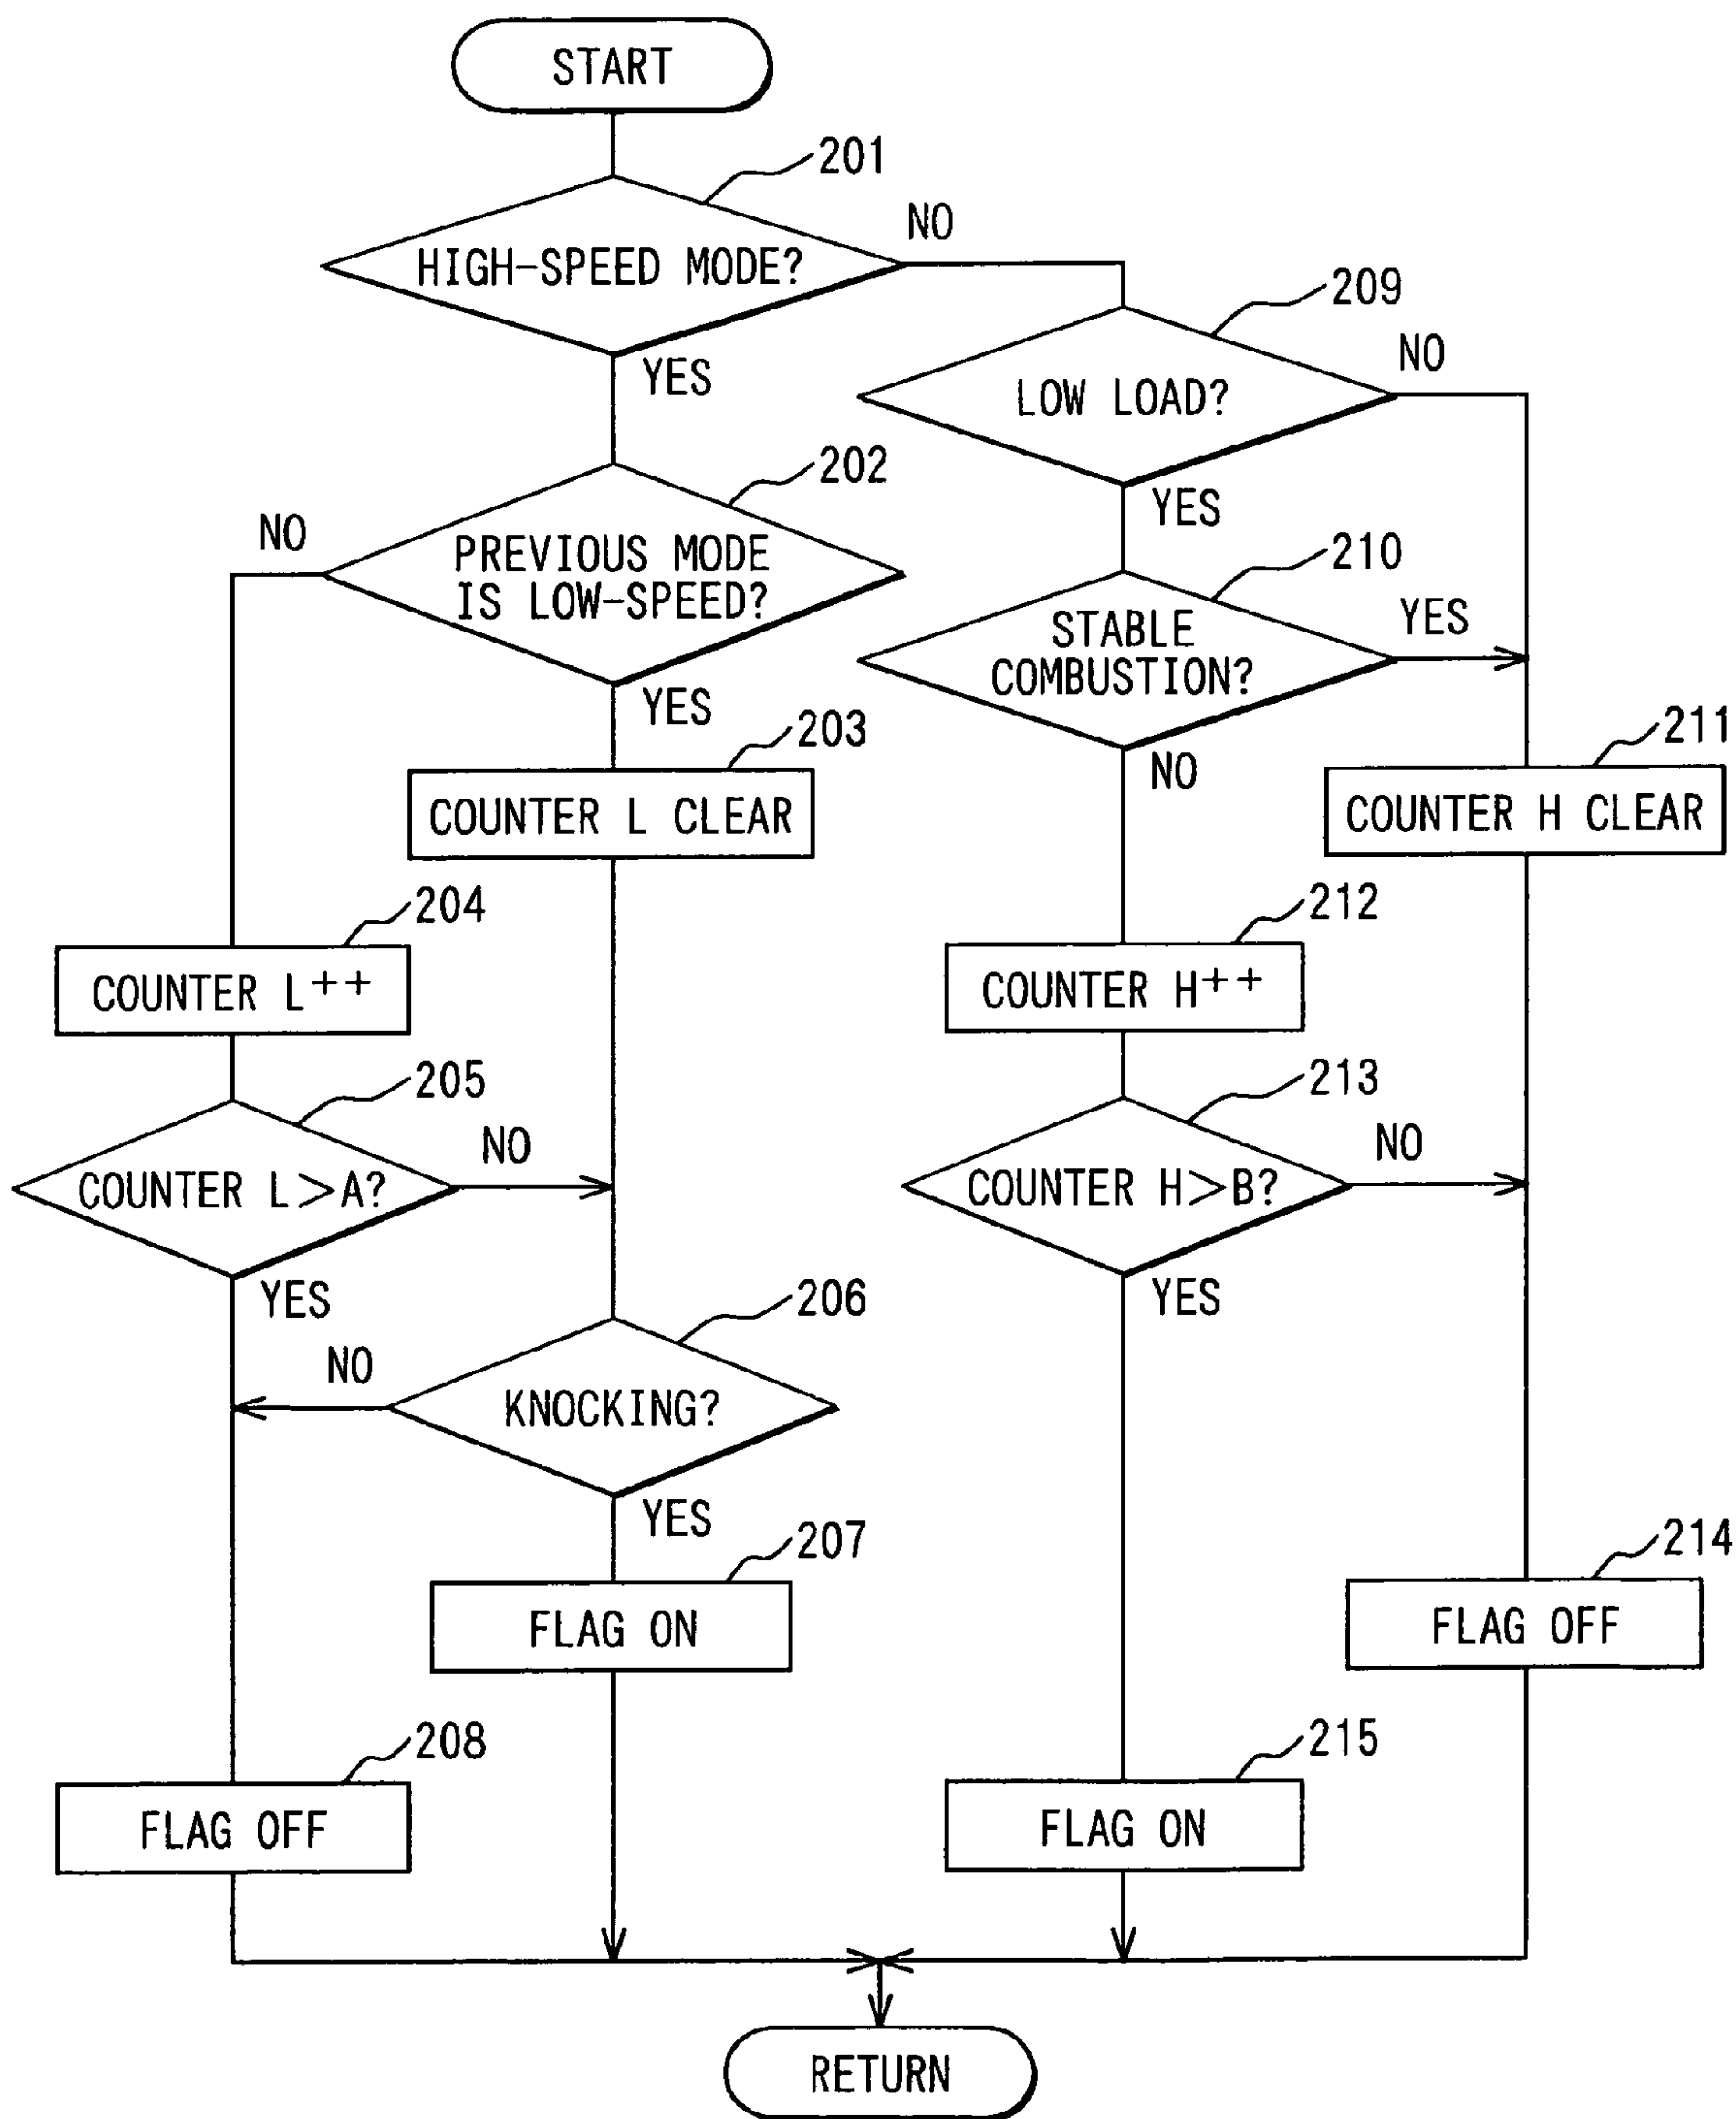 START
201
HIGH-SPEED MODE?
NO
YES
209
LOW LOAD?
NO
YES
202
PREVIOUS MODE
IS LOW-SPEED?
NO
YES
210
STABLE
COMBUSTION?
YES
NO
203
COUNTER L CLEAR
211
COUNTER H CLEAR
204
COUNTER L++
212
COUNTER H++
205
COUNTER L>A?
NO
YES
213
COUNTER H>B?
NO
YES
206
KNOCKING?
NO
YES
207
FLAG ON
214
FLAG OFF
208
FLAG OFF
215
FLAG ON
RETURN